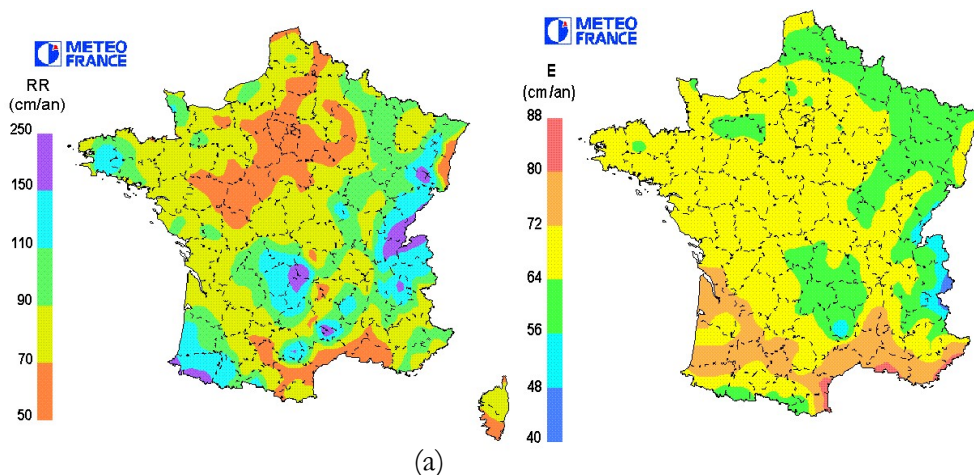 METEO
FRANCE
RR
(cm/an)
250
150
110
90
70
50
METEO
FRANCE
E
(cm/an)
88
80
72
64
56
48
40
(a)